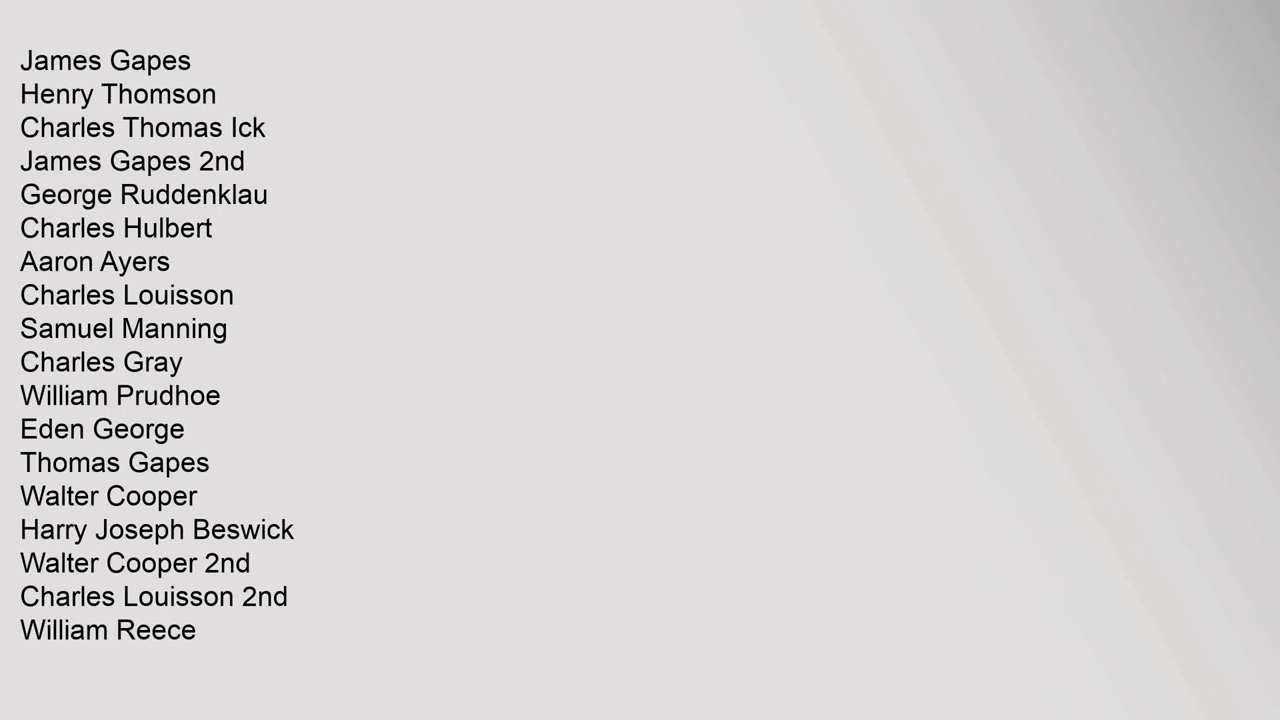 James Gapes
Henry Thomson
Charles Thomas Ick
James Gapes 2nd
George Ruddenklau
Charles Hulbert
Aaron Ayers
Charles Louisson
Samuel Manning
Charles Gray
William Prudhoe
Eden George
Thomas Gapes
Walter Cooper
Harry Joseph Beswick
Walter Cooper 2nd
Charles Louisson 2nd
William Reece